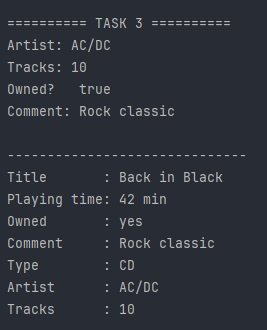 ========== TASK 3 ==========
Artist: AC/DC
Tracks: 10
Owned?   true
Comment: Rock classic

------------------------------
Title       : Back in Black
Playing time: 42 min
Owned       : yes
Comment     : Rock classic
Type        : CD
Artist      : AC/DC
Tracks      : 10